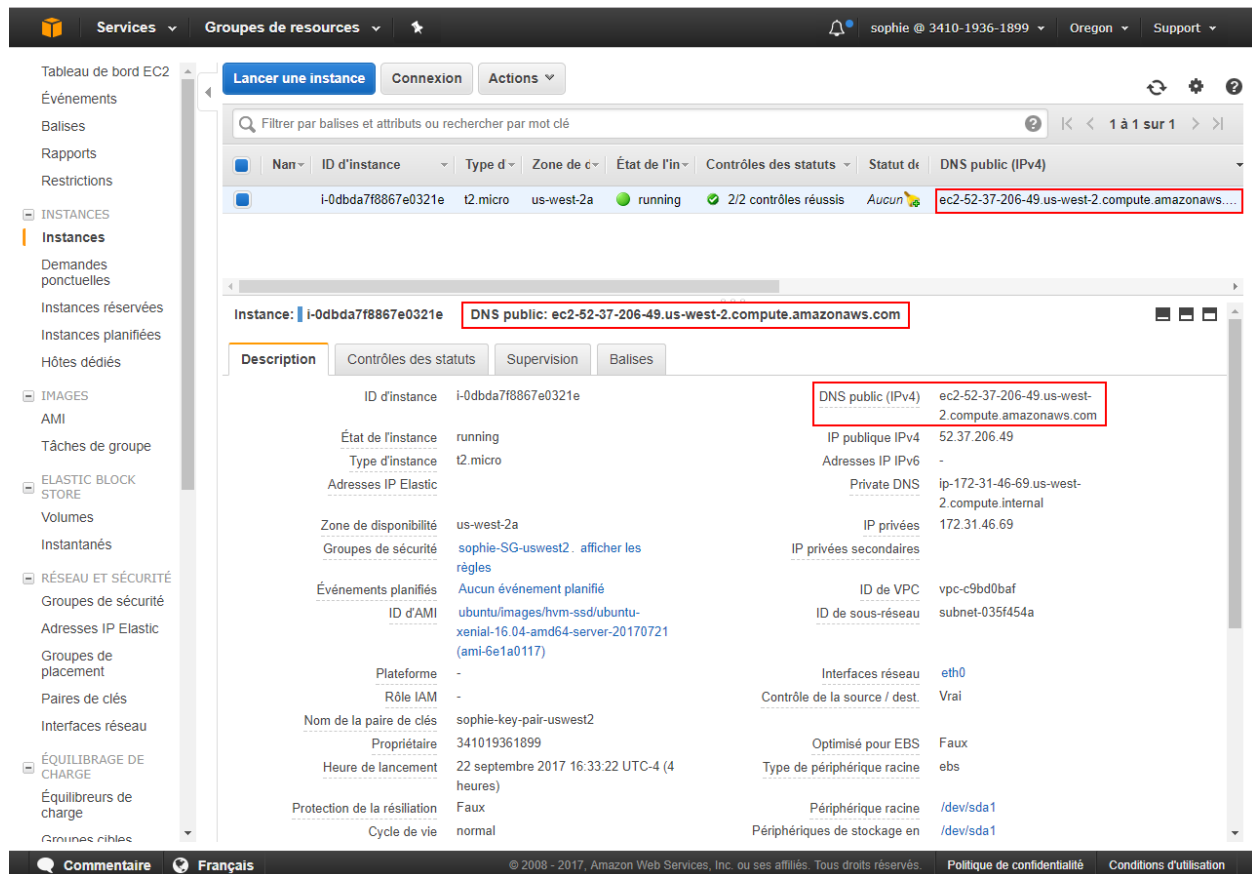 Services Groupes de resources sophie @ 3410-1936-1899 Oregon Support
Tableau de bord EC2
Événements
Balises
Rapports
Restrictions
INSTANCES
Instances
Demandes
ponctuelles
Instances réservées
Instances planifiées
Hôtes dédiés
IMAGES
AMI
Tâches de groupe
ELASTIC BLOCK
STORE
Volumes
Instantanés
RÉSEAU ET SÉCURITÉ
Groupes de sécurité
Adresses IP Elastic
Groupes de
placement
Paires de clés
Interfaces réseau
ÉQUILIBRAGE DE
CHARGE
Équilibreurs de
charge
Groupes cibles
Lancer une instance Connexion Actions
Filtrer par balises et attributs ou rechercher par mot clé 1 à 1 sur 1
Nam ID d'instance Type d Zone de d État de l'in Contrôles des statuts Statut de DNS public (IPv4)
i-0dbda7f8867e0321e t2.micro us-west-2a running 2/2 contrôles réussis Aucun ec2-52-37-206-49.us-west-2.compute.amazonaws....
Instance: i-0dbda7f8867e0321e DNS public: ec2-52-37-206-49.us-west-2.compute.amazonaws.com
Description Contrôles des statuts Supervision Balises
ID d'instance i-0dbda7f8867e0321e DNS public (IPv4) ec2-52-37-206-49.us-west-
2.compute.amazonaws.com
État de l'instance running IP publique IPv4 52.37.206.49
Type d'instance t2.micro Adresses IP IPv6 -
Adresses IP Elastic Private DNS ip-172-31-46-69.us-west-
2.compute.internal
Zone de disponibilité us-west-2a IP privées 172.31.46.69
Groupes de sécurité sophie-SG-uswest2 . afficher les IP privées secondaires
règles
Événements planifiés Aucun événement planifié ID de VPC vpc-c9bd0baf
ID d'AMI ubuntu/images/hvm-ssd/ubuntu- ID de sous-réseau subnet-035f454a
xenial-16.04-amd64-server-20170721
(ami-6e1a0117)
Plateforme - Interfaces réseau eth0
Rôle IAM - Contrôle de la source / dest. Vrai
Nom de la paire de clés sophie-key-pair-uswest2
Propriétaire 341019361899 Optimisé pour EBS Faux
Heure de lancement 22 septembre 2017 16:33:22 UTC-4 (4 Type de périphérique racine ebs
heures)
Protection de la résiliation Faux Périphérique racine /dev/sda1
Cycle de vie normal Périphériques de stockage en /dev/sda1
Commentaire Français © 2008 - 2017, Amazon Web Services, Inc. ou ses affiliés. Tous droits réservés. Politique de confidentialité Conditions d'utilisation